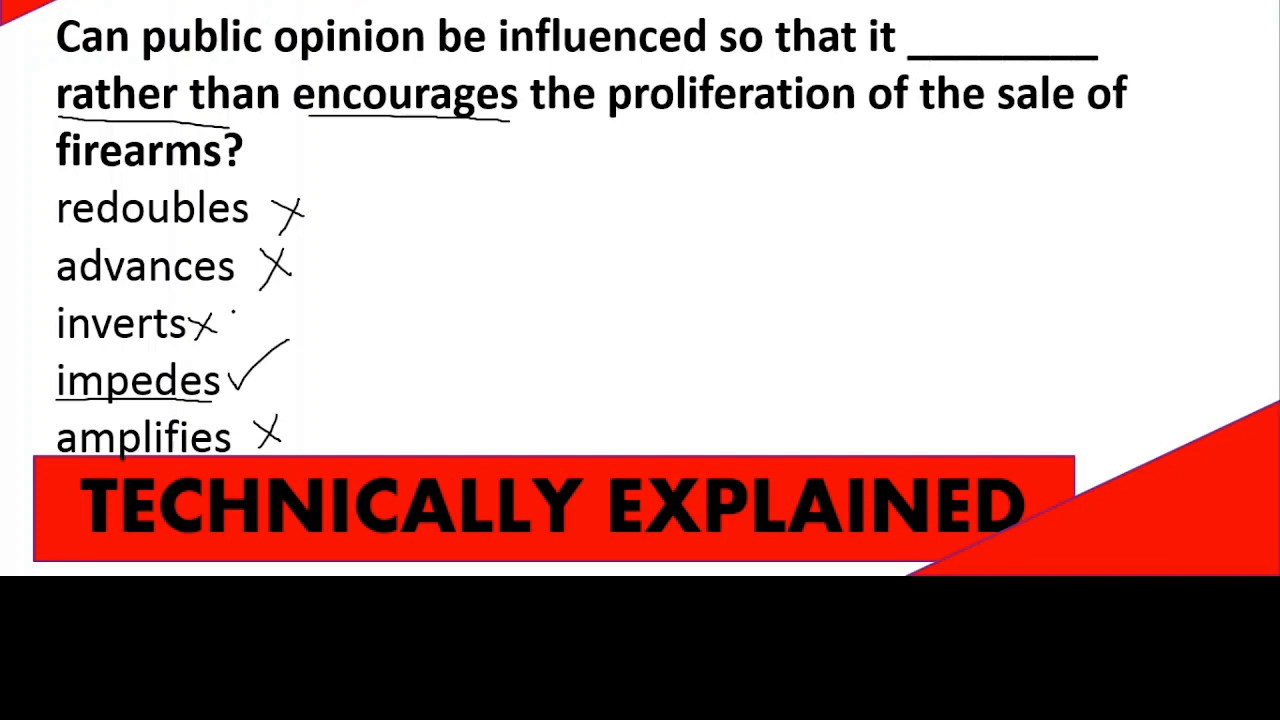 Can public opinion be influenced so that it _________
rather than encourages the proliferation of the sale of
firearms?
redoubles
advances
inverts
impedes
amplifies
TECHNICALLY EXPLAINED